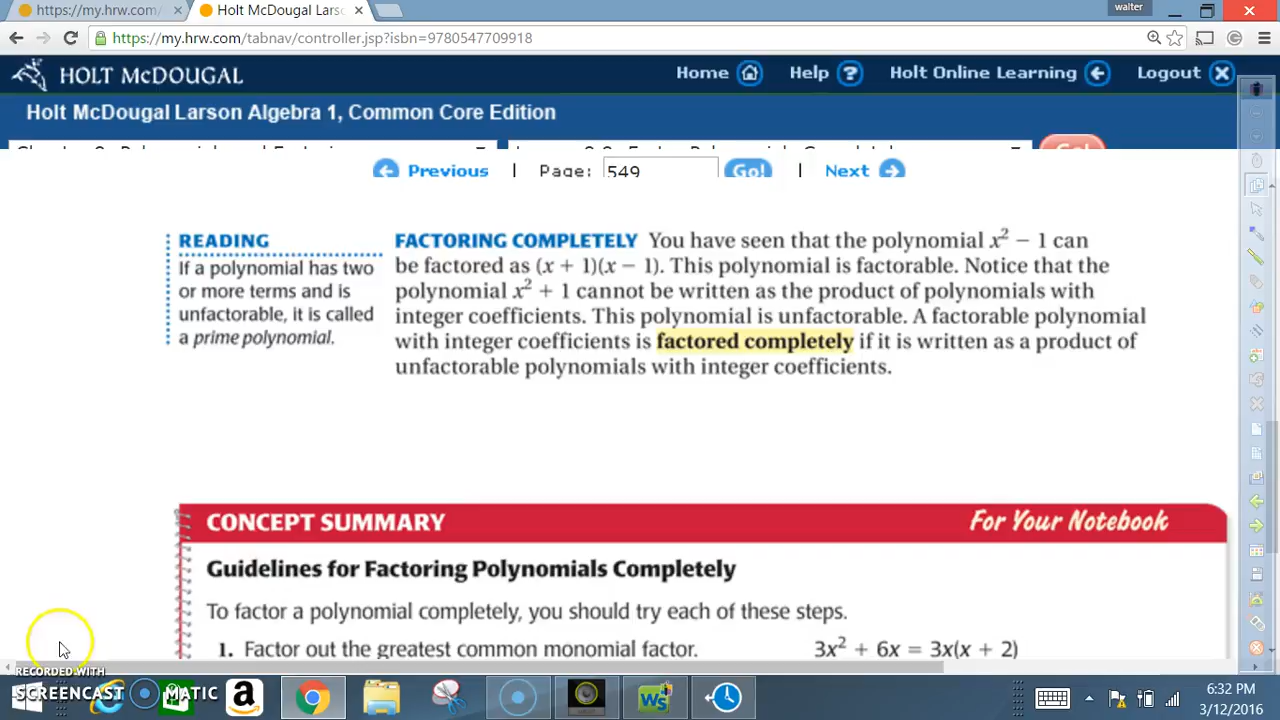 https://my.hrw.com/tabnav/
Holt McDougal Lars
walter
https://my.hrw.com/tabnav/controller.jsp?isbn=9780547709918
HOLT MCDOUGAL
Home
Help ?
Holt Online Learning
Logout
Holt McDougal Larson Algebra 1, Common Core Edition
Go!
Previous | Page: 549 Go! | Next
READING
If a polynomial has two
or more terms and is
unfactorable, it is called
a prime polynomial.
FACTORING COMPLETELY You have seen that the polynomial x² − 1 can
be factored as (x + 1)(x − 1). This polynomial is factorable. Notice that the
polynomial x² + 1 cannot be written as the product of polynomials with
integer coefficients. This polynomial is unfactorable. A factorable polynomial
with integer coefficients is factored completely if it is written as a product of
unfactorable polynomials with integer coefficients.
CONCEPT SUMMARY
For Your Notebook
Guidelines for Factoring Polynomials Completely
To factor a polynomial completely, you should try each of these steps.
1. Factor out the greatest common monomial factor. 3x² + 6x = 3x(x + 2)
RECORDED WITH
SCREENCAST MATIC
6:32 PM
3/12/2016